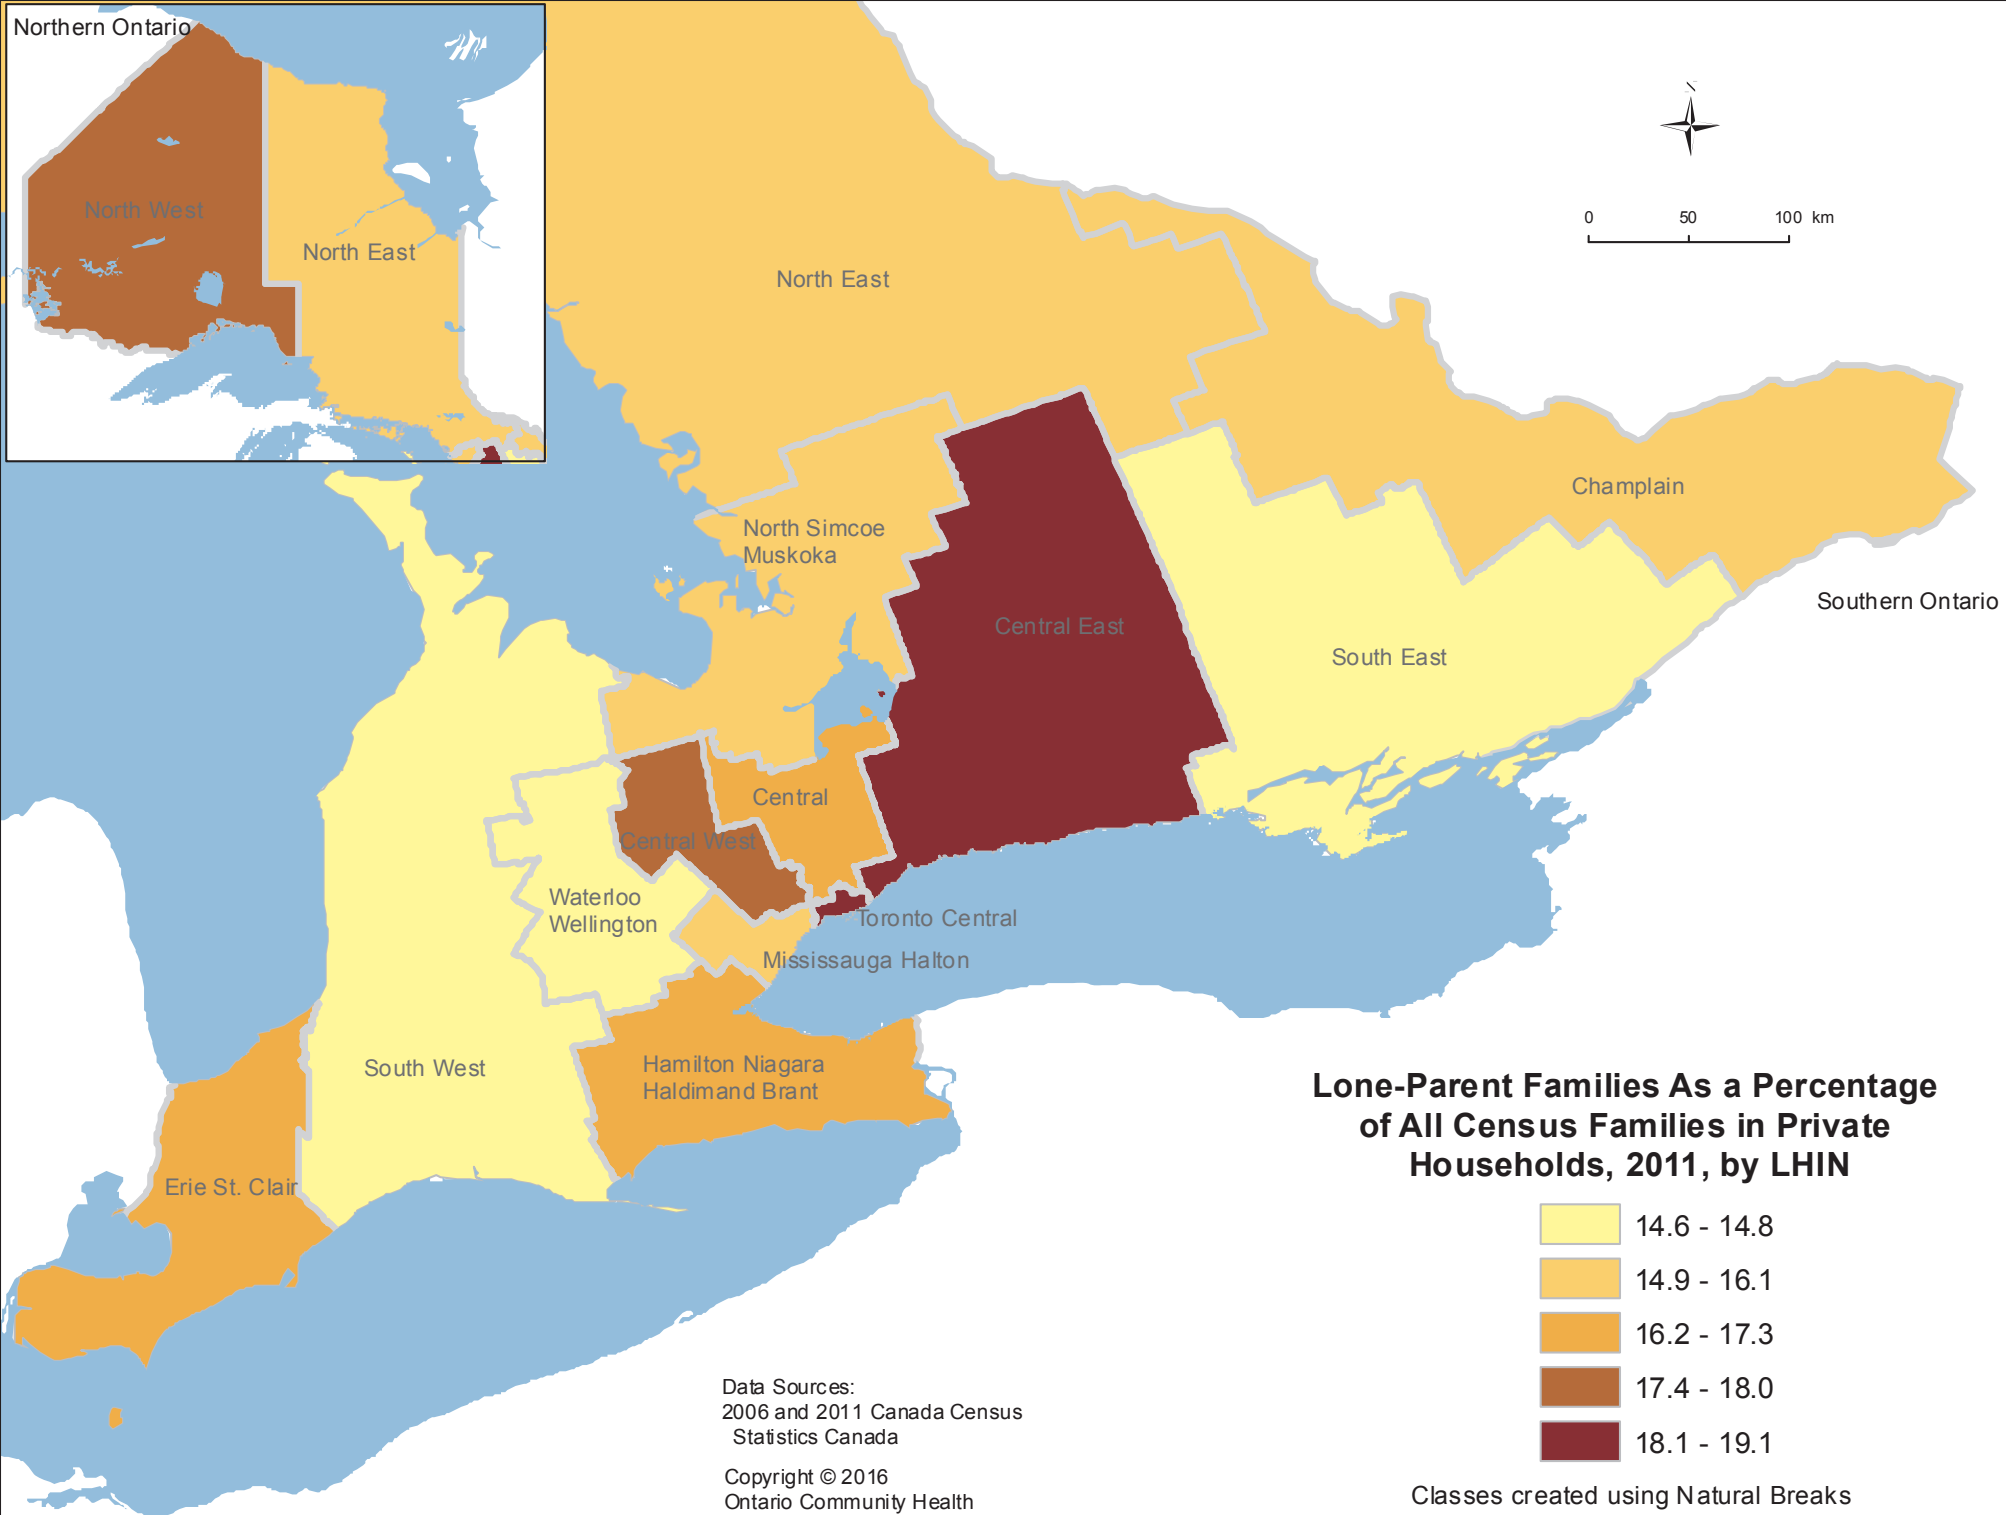 Northern Ontario
N
0 50 100 km
North West
North East
North East
Champlain
North Simcoe
Muskoka
Southern Ontario
Central East
South East
Central
Central West
Waterloo
Wellington
Toronto Central
Mississauga Halton
South West
Hamilton Niagara
Haldimand Brant
Erie St. Clair
Lone-Parent Families As a Percentage
of All Census Families in Private
Households, 2011, by LHIN
14.6 - 14.8
14.9 - 16.1
16.2 - 17.3
17.4 - 18.0
18.1 - 19.1
Classes created using Natural Breaks
Data Sources:
2006 and 2011 Canada Census
Statistics Canada
Copyright © 2016
Ontario Community Health